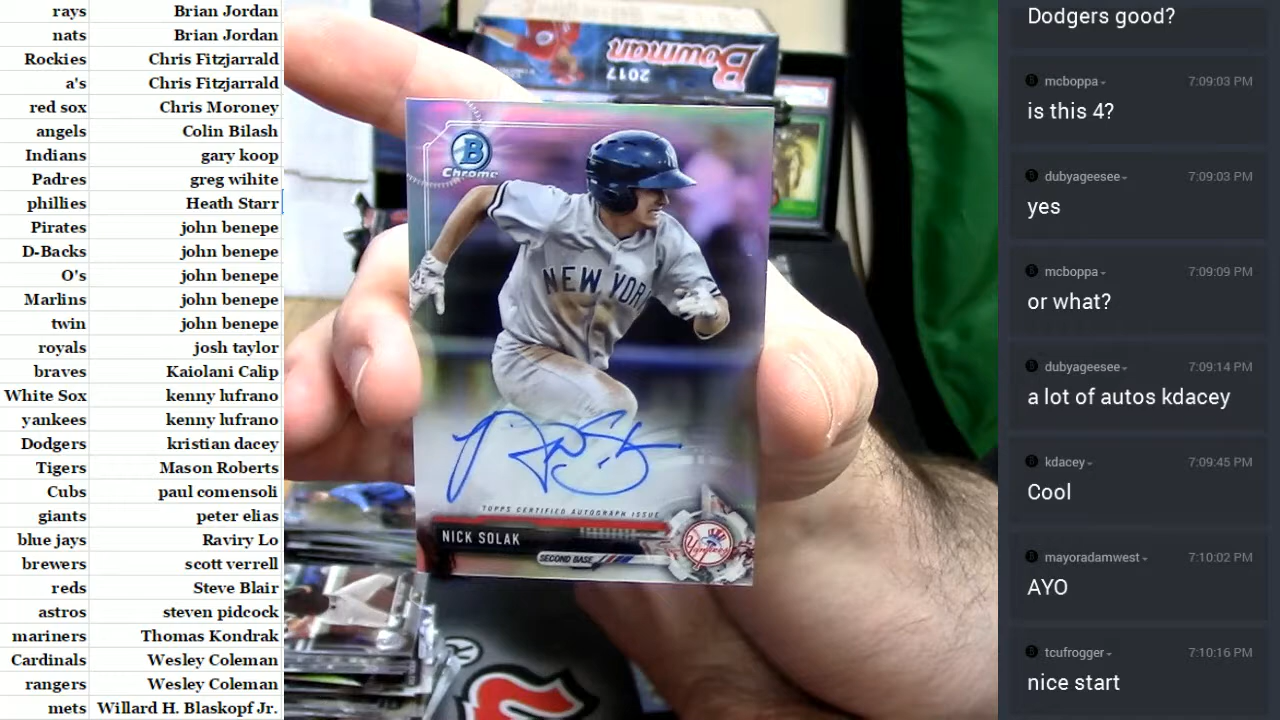 rays Brian Jordan
nats Brian Jordan
Rockies Chris Fitzjarrald
a's Chris Fitzjarrald
red sox Chris Moroney
angels Colin Bilash
Indians gary koop
Padres greg wihite
phillies Heath Starr
Pirates john benepe
D-Backs john benepe
O's john benepe
Marlins john benepe
twin john benepe
royals josh taylor
braves Kaiolani Calip
White Sox kenny lufrano
yankees kenny lufrano
Dodgers kristian dacey
Tigers Mason Roberts
Cubs paul comensoli
giants peter elias
blue jays Raviry Lo
brewers scott verrell
reds Steve Blair
astros steven pidcock
mariners Thomas Kondrak
Cardinals Wesley Coleman
rangers Wesley Coleman
mets Willard H. Blaskopf Jr.
2017
Bowman
B
Chrome
NEW YORK
TOPPS CERTIFIED AUTOGRAPH ISSUE
NICK SOLAK
SECOND BASE
Yankees
Dodgers good?
mcboppa 7:09:03 PM
is this 4?
dubyageesee 7:09:03 PM
yes
mcboppa 7:09:09 PM
or what?
dubyageesee 7:09:14 PM
a lot of autos kdacey
kdacey 7:09:45 PM
Cool
mayoradamwest 7:10:02 PM
AYO
tcufrogger 7:10:16 PM
nice start